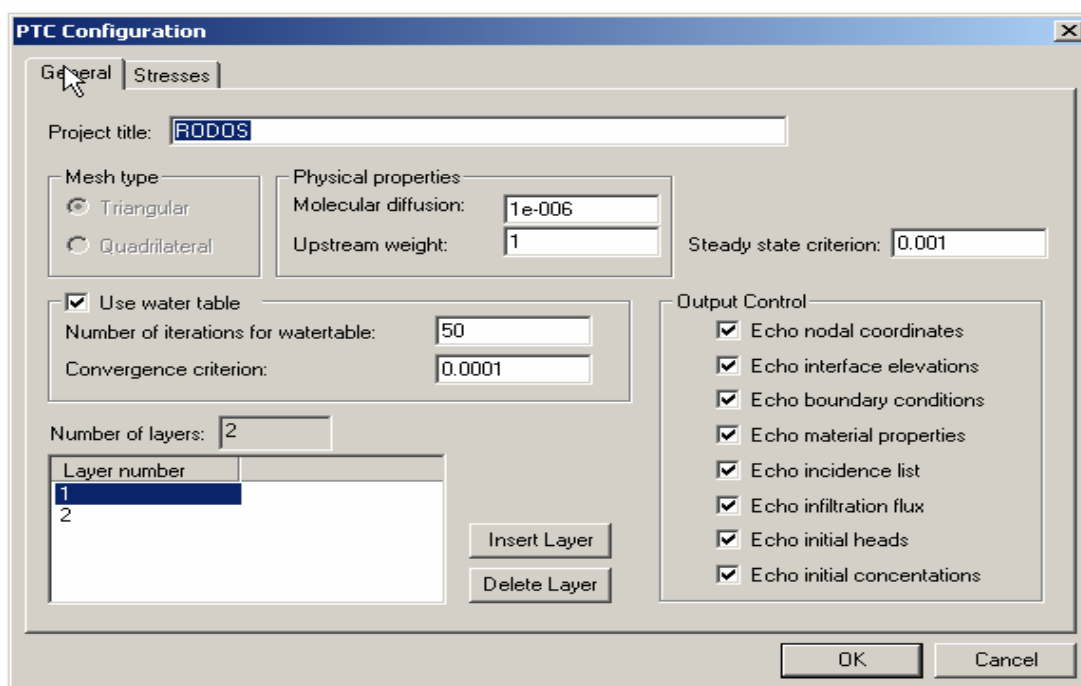 PTC Configuration
General
Stresses
Project title: RODOS
Mesh type
Triangular
Quadrilateral
Physical properties
Molecular diffusion: 1e-006
Upstream weight: 1
Steady state criterion: 0.001
Use water table
Number of iterations for watertable: 50
Convergence criterion: 0.0001
Output Control
Echo nodal coordinates
Echo interface elevations
Echo boundary conditions
Echo material properties
Echo incidence list
Echo infiltration flux
Echo initial heads
Echo initial concentations
Number of layers: 2
Layer number
1
2
Insert Layer
Delete Layer
OK
Cancel